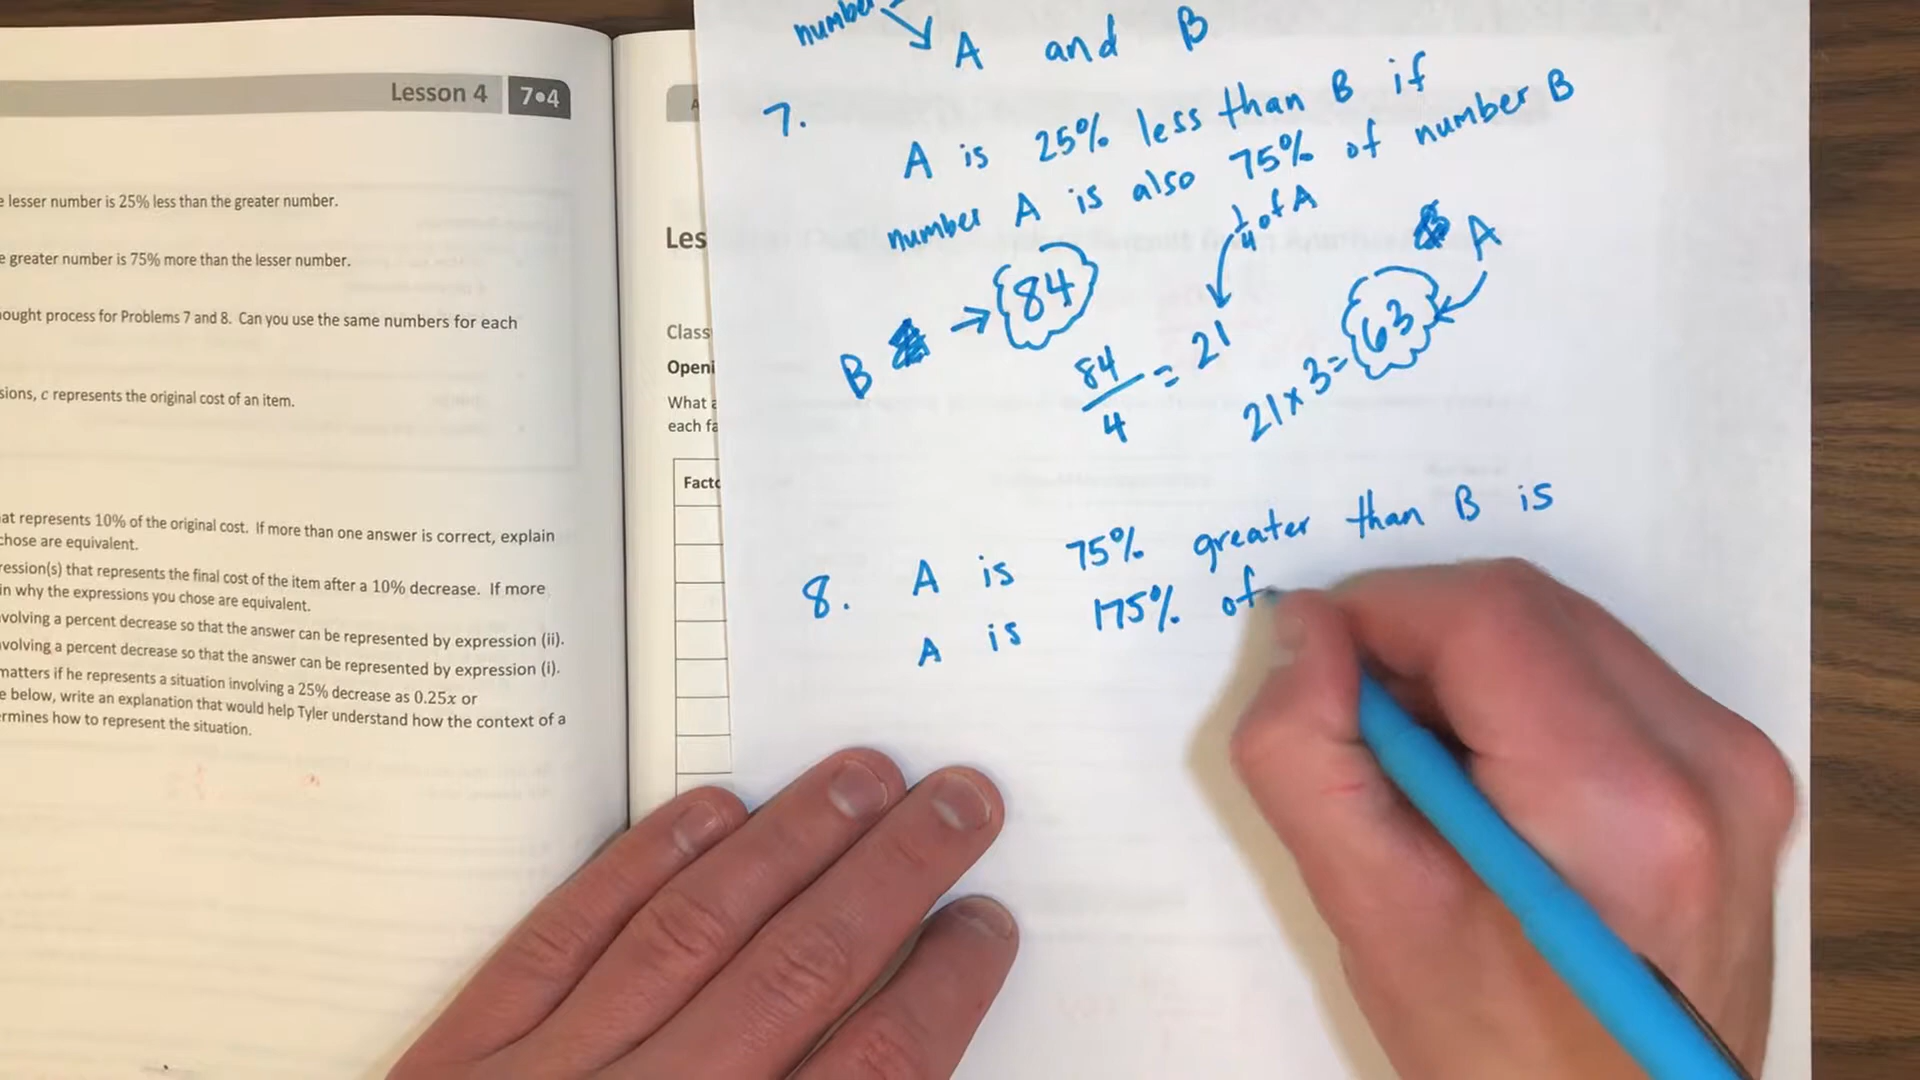 Lesson 4 7•4
e lesser number is 25% less than the greater number.
e greater number is 75% more than the lesser number.
ought process for Problems 7 and 8. Can you use the same numbers for each
sions, c represents the original cost of an item.
at represents 10% of the original cost. If more than one answer is correct, explain
chose are equivalent.
ression(s) that represents the final cost of the item after a 10% decrease. If more
in why the expressions you chose are equivalent.
volving a percent decrease so that the answer can be represented by expression (ii).
volving a percent decrease so that the answer can be represented by expression (i).
matters if he represents a situation involving a 25% decrease as 0.25x or
e below, write an explanation that would help Tyler understand how the context of a
ermines how to represent the situation.
A
Les
Class
Openi
What a
each fa
Facto
number
A and B
7.
A is 25% less than B if
number A is also 75% of number B
1/4 of A
A
B → 84
84/4 = 21
21 x 3 = 63
8. A is 75% greater than B is
A is 175% of